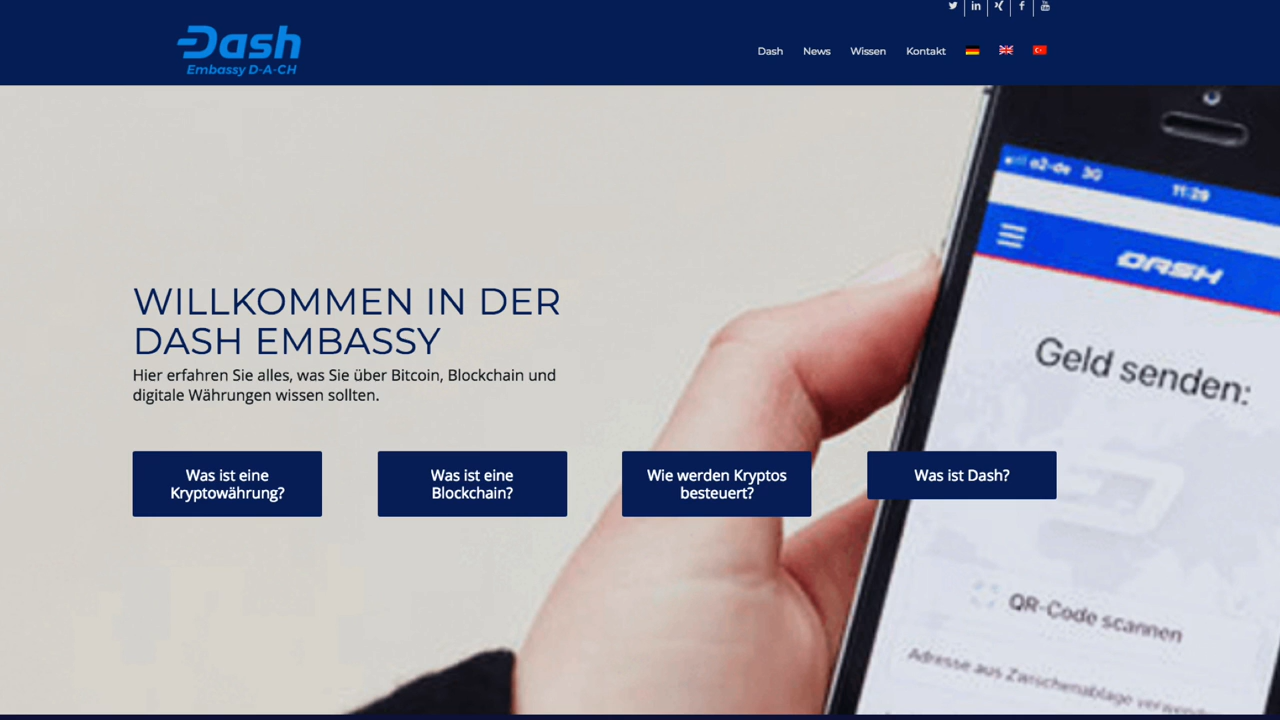 Dash
Embassy D-A-CH
Dash News Wissen Kontakt
WILLKOMMEN IN DER
DASH EMBASSY
Hier erfahren Sie alles, was Sie über Bitcoin, Blockchain und
digitale Währungen wissen sollten.
Was ist eine
Kryptowährung?
Was ist eine
Blockchain?
Wie werden Kryptos
besteuert?
Was ist Dash?
o2-de 3G 11:29
DASH
Geld senden:
QR-Code scannen
Adresse aus Zwischenablage